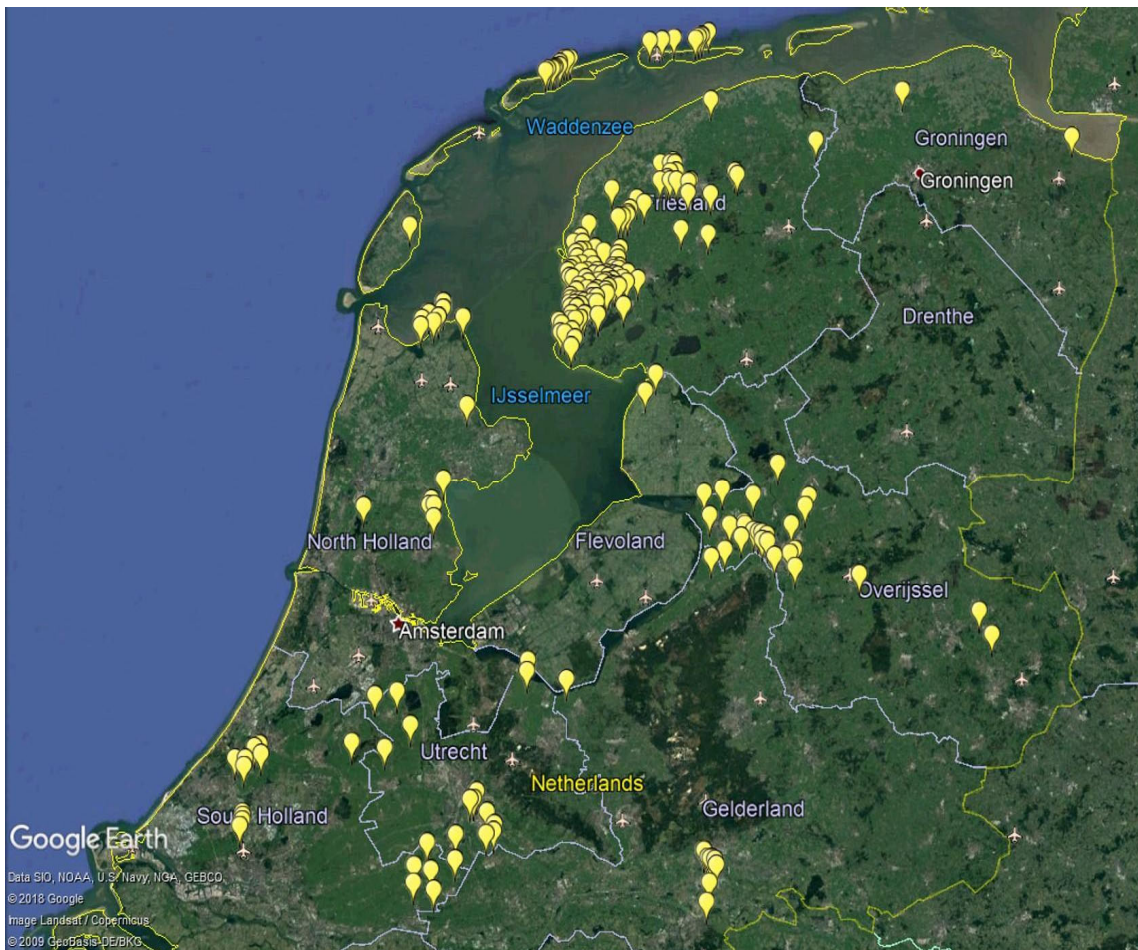 Waddenzee
Groningen
Groningen
Friesland
Drenthe
IJsselmeer
North Holland
Flevoland
Overijssel
Amsterdam
Utrecht
Netherlands
South Holland
Gelderland
Google Earth
Data SIO, NOAA, U.S. Navy, NGA, GEBCO
© 2018 Google
Image Landsat / Copernicus
© 2009 GeoBasis-DE/BKG